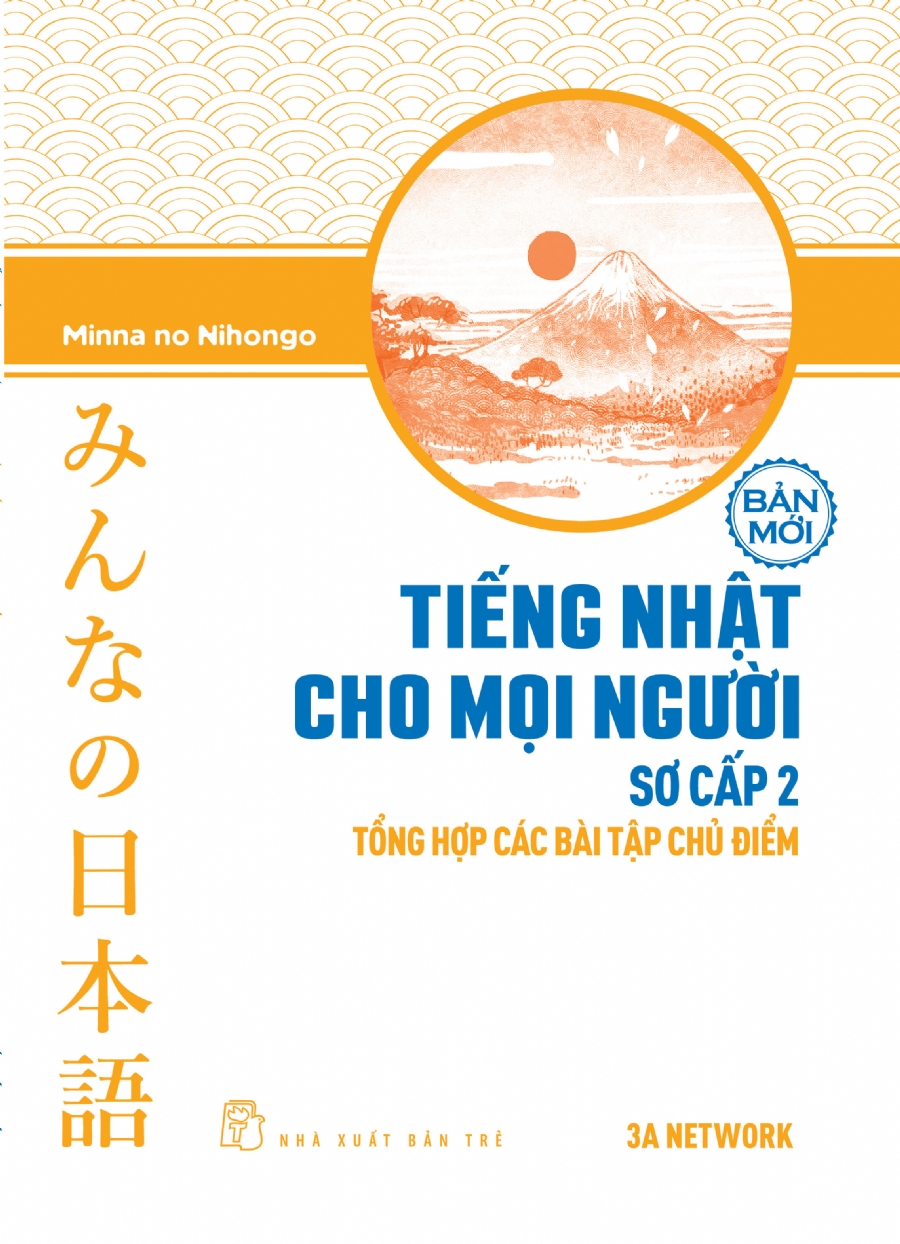 Minna no Nihongo
みんなの日本語
BẢN
MỚI
TIẾNG NHẬT
CHO MỌI NGƯỜI
SƠ CẤP 2
TỔNG HỢP CÁC BÀI TẬP CHỦ ĐIỂM
NHÀ XUẤT BẢN TRẺ
3A NETWORK